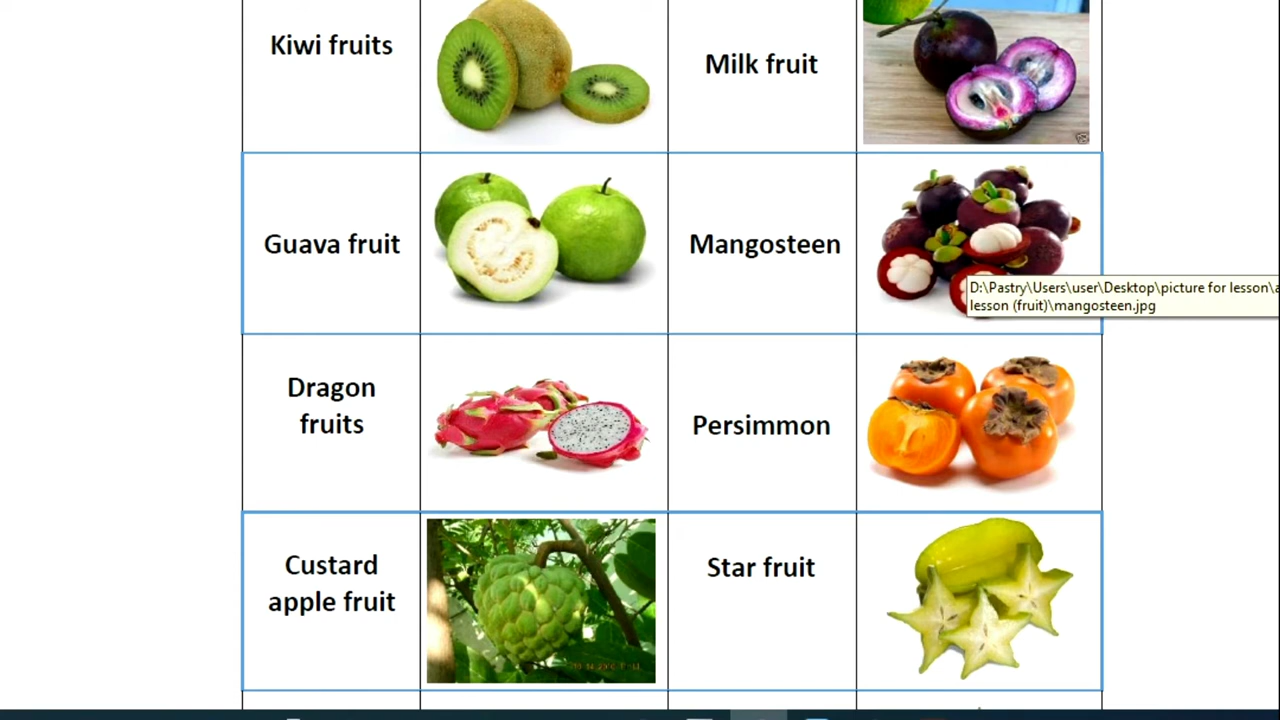 Kiwi fruits
Milk fruit
Guava fruit
Mangosteen
D:\Pastry\Users\user\Desktop\picture for lesson\
lesson (fruit)\mangosteen.jpg
Dragon
fruits
Persimmon
Custard
apple fruit
Star fruit